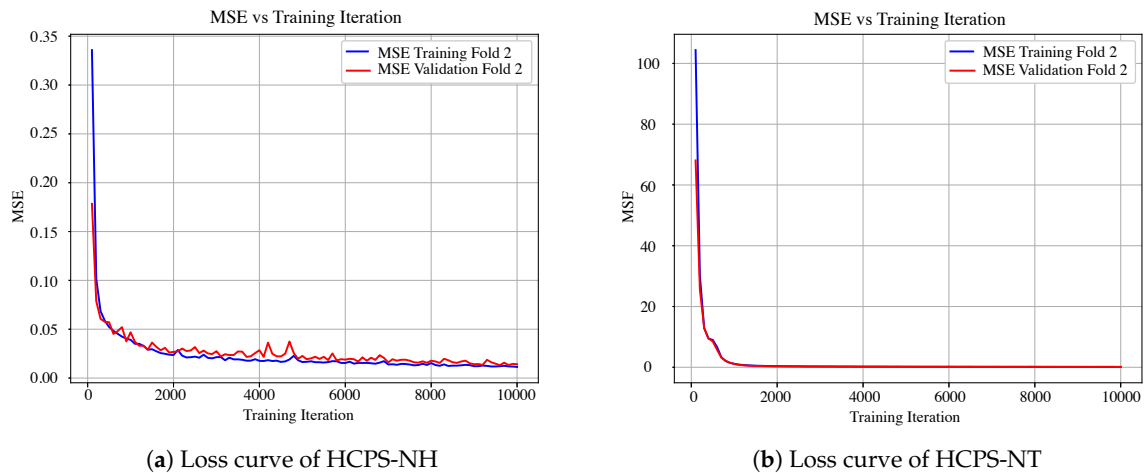 MSE vs Training Iteration
MSE Training Fold 2
MSE Validation Fold 2
0.35
0.30
0.25
0.20
0.15
0.10
0.05
0.00
MSE
0
2000
4000
6000
8000
10000
Training Iteration
(a) Loss curve of HCPS-NH
MSE vs Training Iteration
MSE Training Fold 2
MSE Validation Fold 2
100
80
60
40
20
0
MSF
0
2000
4000
6000
8000
10000
Training Iteration
(b) Loss curve of HCPS-NT